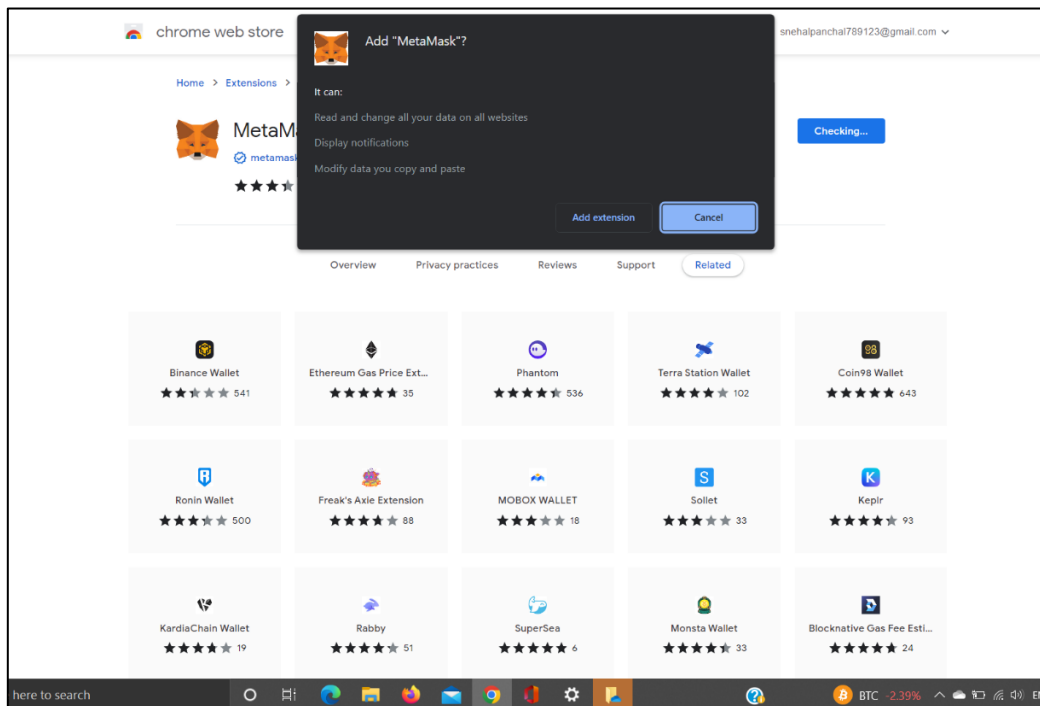 chrome web store
snehalpanchal789123@gmail.com
Add "MetaMask"?
It can:
Read and change all your data on all websites
Display notifications
Modify data you copy and paste
Add extension
Cancel
Home > Extensions >
MetaM
metamask
Checking...
Overview Privacy practices Reviews Support Related
Binance Wallet
541
Ethereum Gas Price Ext...
35
Phantom
536
Terra Station Wallet
102
Coin98 Wallet
643
Ronin Wallet
500
Freak's Axie Extension
88
MOBOX WALLET
18
Sollet
33
Keplr
93
KardiaChain Wallet
19
Rabby
51
SuperSea
6
Monsta Wallet
33
Blocknative Gas Fee Esti...
24
here to search
BTC -2.39%